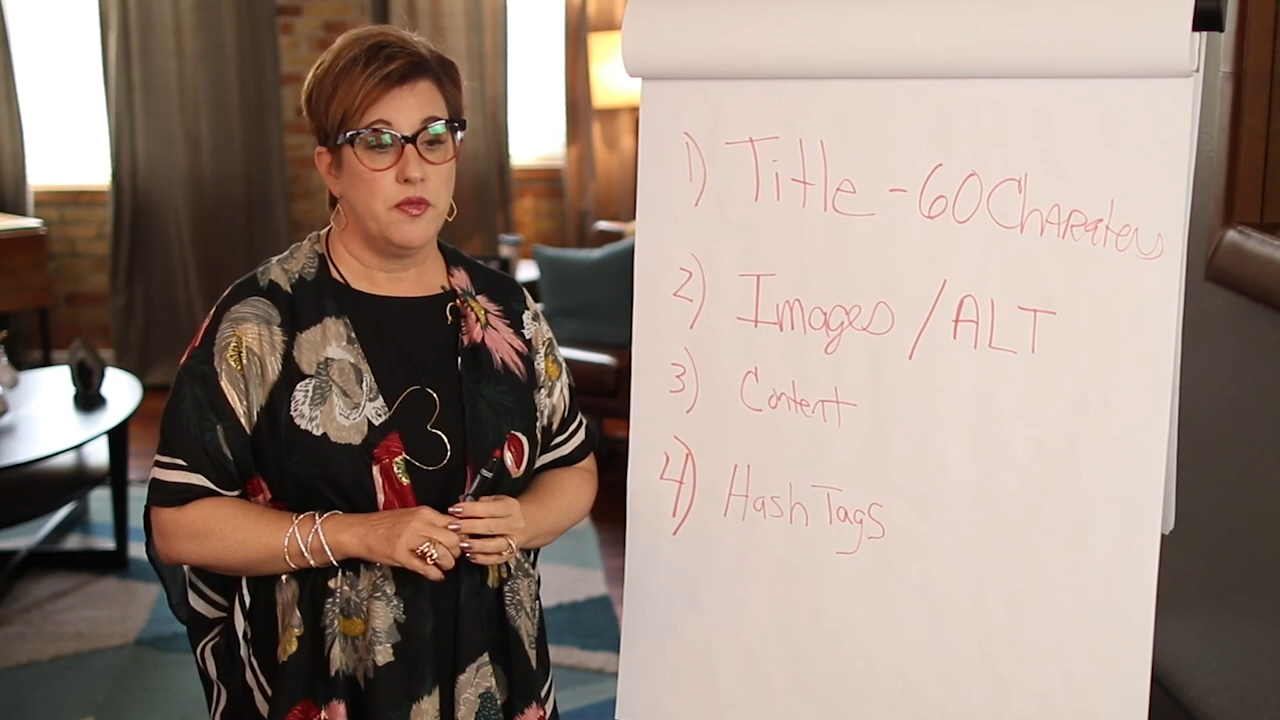 1) Title - 60 Charaters
2) Images / ALT
3) Content
4) Hash Tags